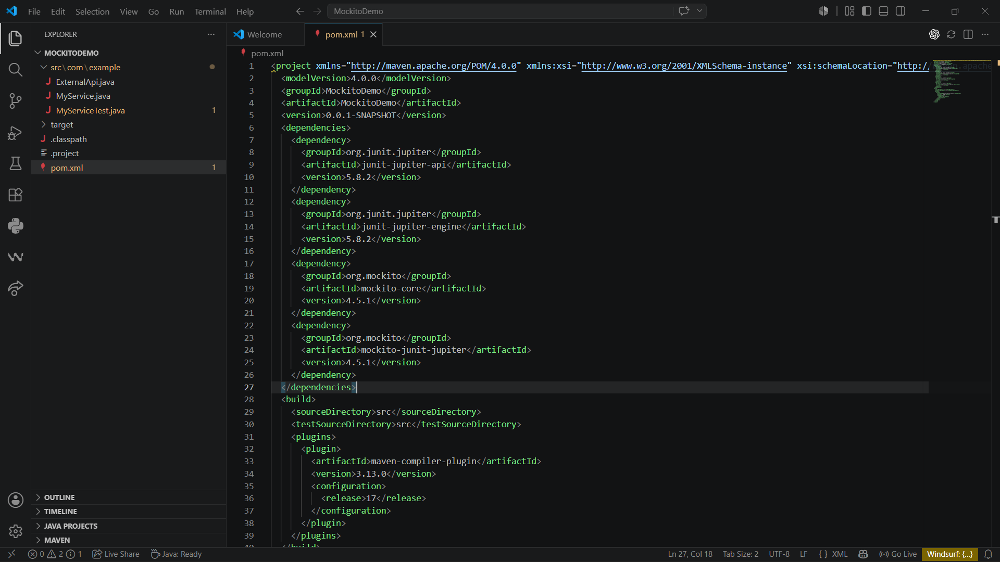 File Edit Selection View Go Run Terminal Help
MockitoDemo
EXPLORER
MOCKITODEMO
src\com\example
ExternalApi.java
MyService.java
MyServiceTest.java 1
target
.classpath
.project
pom.xml 1
OUTLINE
TIMELINE
JAVA PROJECTS
MAVEN
Welcome
pom.xml 1
pom.xml
1 <project xmlns="http://maven.apache.org/POM/4.0.0" xmlns:xsi="http://www.w3.org/2001/XMLSchema-instance" xsi:schemaLocation="http://maven.apache
2 <modelVersion>4.0.0</modelVersion>
3 <groupId>MockitoDemo</groupId>
4 <artifactId>MockitoDemo</artifactId>
5 <version>0.0.1-SNAPSHOT</version>
6 <dependencies>
7 <dependency>
8 <groupId>org.junit.jupiter</groupId>
9 <artifactId>junit-jupiter-api</artifactId>
10 <version>5.8.2</version>
11 </dependency>
12 <dependency>
13 <groupId>org.junit.jupiter</groupId>
14 <artifactId>junit-jupiter-engine</artifactId>
15 <version>5.8.2</version>
16 </dependency>
17 <dependency>
18 <groupId>org.mockito</groupId>
19 <artifactId>mockito-core</artifactId>
20 <version>4.5.1</version>
21 </dependency>
22 <dependency>
23 <groupId>org.mockito</groupId>
24 <artifactId>mockito-junit-jupiter</artifactId>
25 <version>4.5.1</version>
26 </dependency>
27 </dependencies>
28 <build>
29 <sourceDirectory>src</sourceDirectory>
30 <testSourceDirectory>src</testSourceDirectory>
31 <plugins>
32 <plugin>
33 <artifactId>maven-compiler-plugin</artifactId>
34 <version>3.13.0</version>
35 <configuration>
36 <release>17</release>
37 </configuration>
38 </plugin>
39 </plugins>
40 </build>
0 2 1 Live Share Java: Ready
Ln 27, Col 18 Tab Size: 2 UTF-8 LF {} XML Go Live Windsurf: {...}